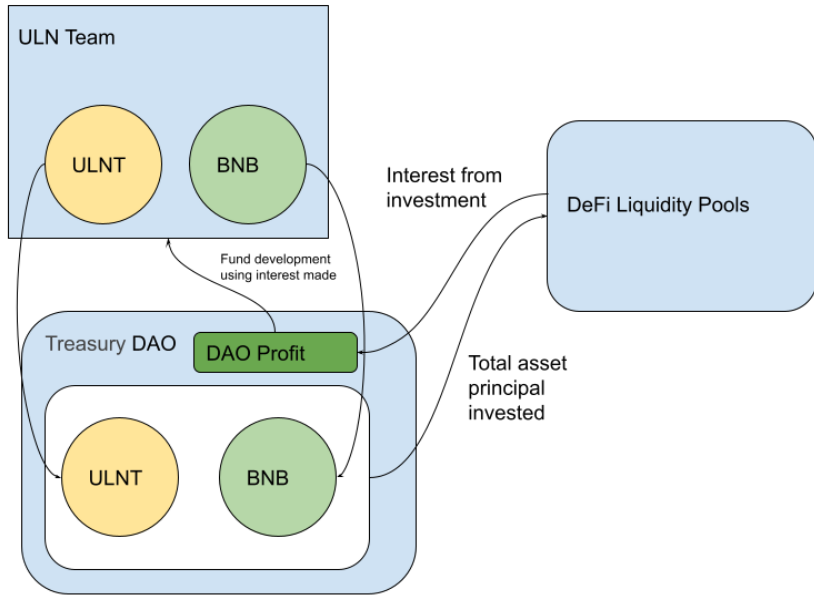 ULN Team
ULNT
BNB
Interest from
investment
DeFi Liquidity Pools
Fund development
using interest made
Treasury DAO
DAO Profit
Total asset
principal
invested
ULNT
BNB